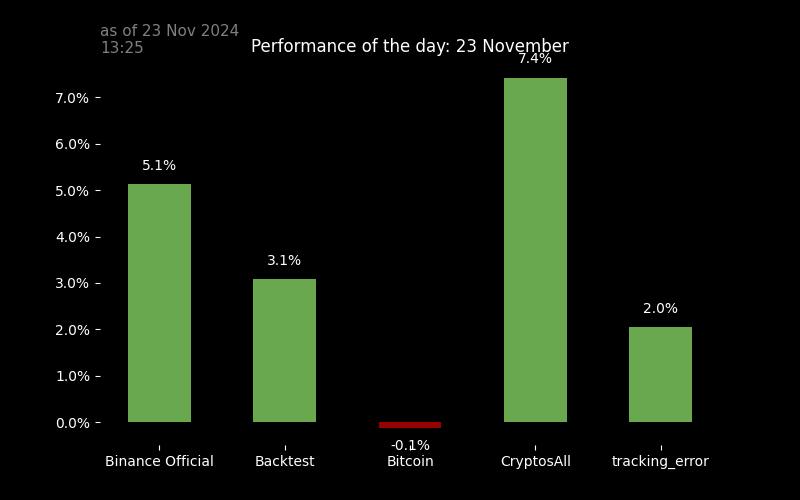 as of 23 Nov 2024
13:25
Performance of the day: 23 November
7.4%
7.0%
6.0%
5.1%
5.0%
4.0%
3.1%
3.0%
2.0%
2.0%
1.0%
0.0%
-0.1%
Binance Official
Backtest
Bitcoin
CryptosAll
tracking_error